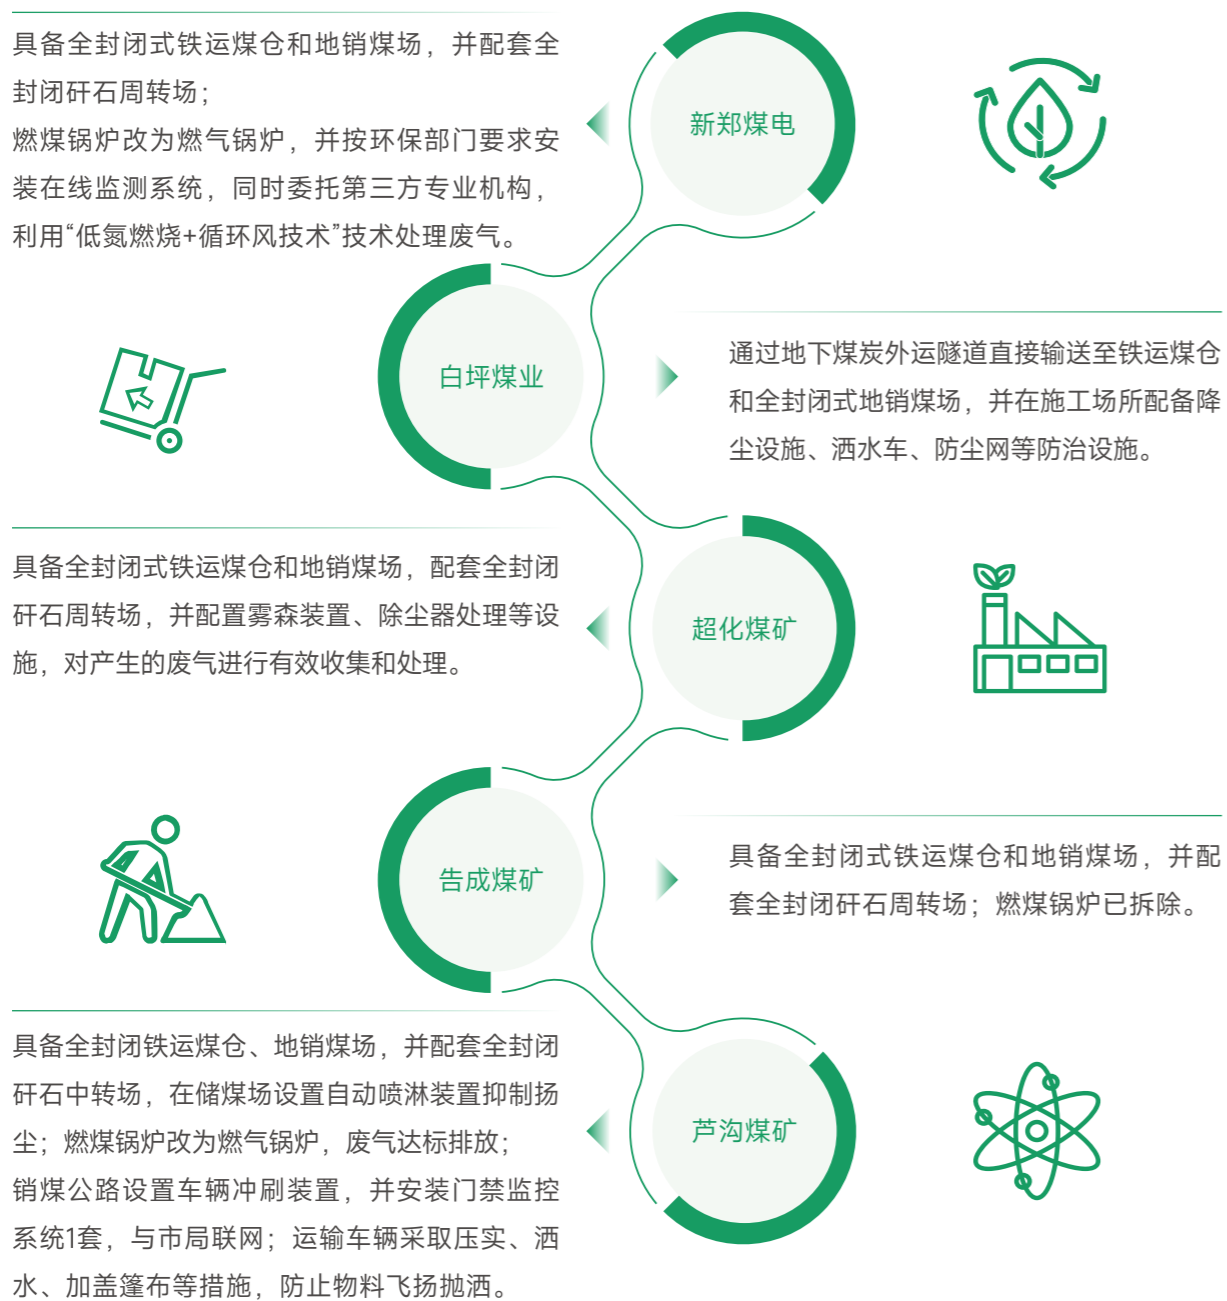 新郑煤电
具备全封闭式铁运煤仓和地销煤场，并配套全
封闭矸石周转场；
燃煤锅炉改为燃气锅炉，并按环保部门要求安
装在线监测系统，同时委托第三方专业机构，
利用“低氮燃烧+循环风技术”技术处理废气。
白坪煤业
通过地下煤炭外运隧道直接输送至铁运煤仓
和全封闭式地销煤场，并在施工场所配备降
尘设施、洒水车、防尘网等防治设施。
超化煤矿
具备全封闭式铁运煤仓和地销煤场，配套全封闭
矸石周转场，并配置雾森装置、除尘器处理等设
施，对产生的废气进行有效收集和处理。
告成煤矿
具备全封闭式铁运煤仓和地销煤场，并配
套全封闭矸石周转场；燃煤锅炉已拆除。
芦沟煤矿
具备全封闭铁运煤仓、地销煤场，并配套全封闭
矸石中转场，在储煤场设置自动喷淋装置抑制扬
尘；燃煤锅炉改为燃气锅炉，废气达标排放；
销煤公路设置车辆冲刷装置，并安装门禁监控
系统1套，与市局联网；运输车辆采取压实、洒
水、加盖篷布等措施，防止物料飞扬抛洒。